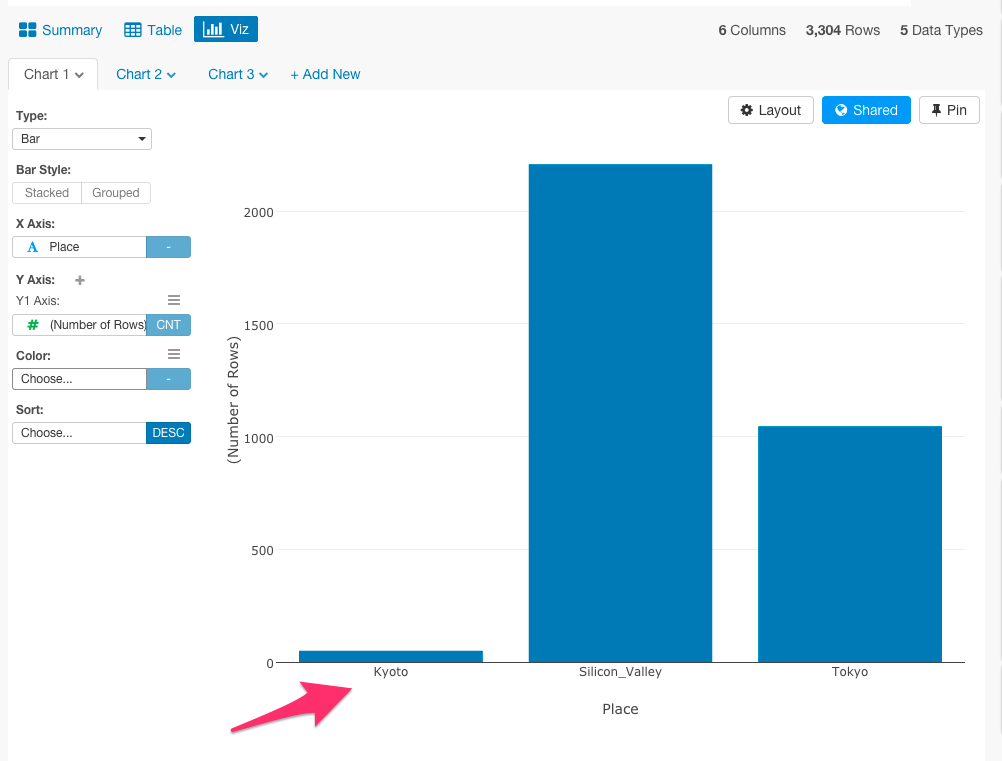 Summary Table Viz 6 Columns 3,304 Rows 5 Data Types
Chart 1 Chart 2 Chart 3 + Add New
Layout Shared Pin
Type:
Bar
Bar Style:
Stacked Grouped
X Axis:
A Place -
Y Axis: +
Y1 Axis:
# (Number of Rows) CNT
Color:
Choose... -
Sort:
Choose... DESC
(Number of Rows)
2000
1500
1000
500
0
Kyoto Silicon_Valley Tokyo
Place